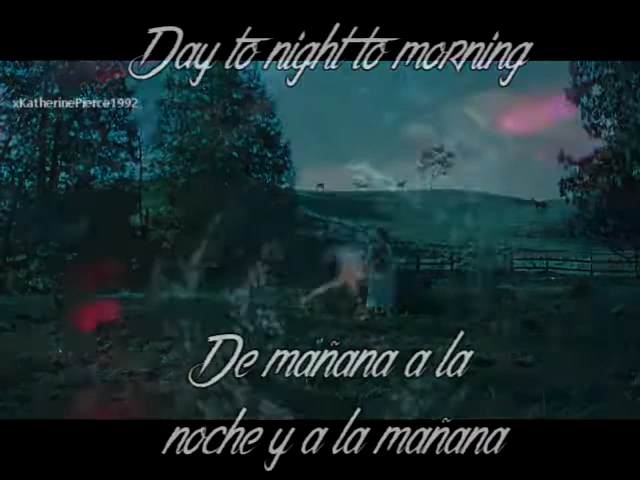 Day to night to morning
xKatherinePierce1992
De mañana a la
noche y a la mañana